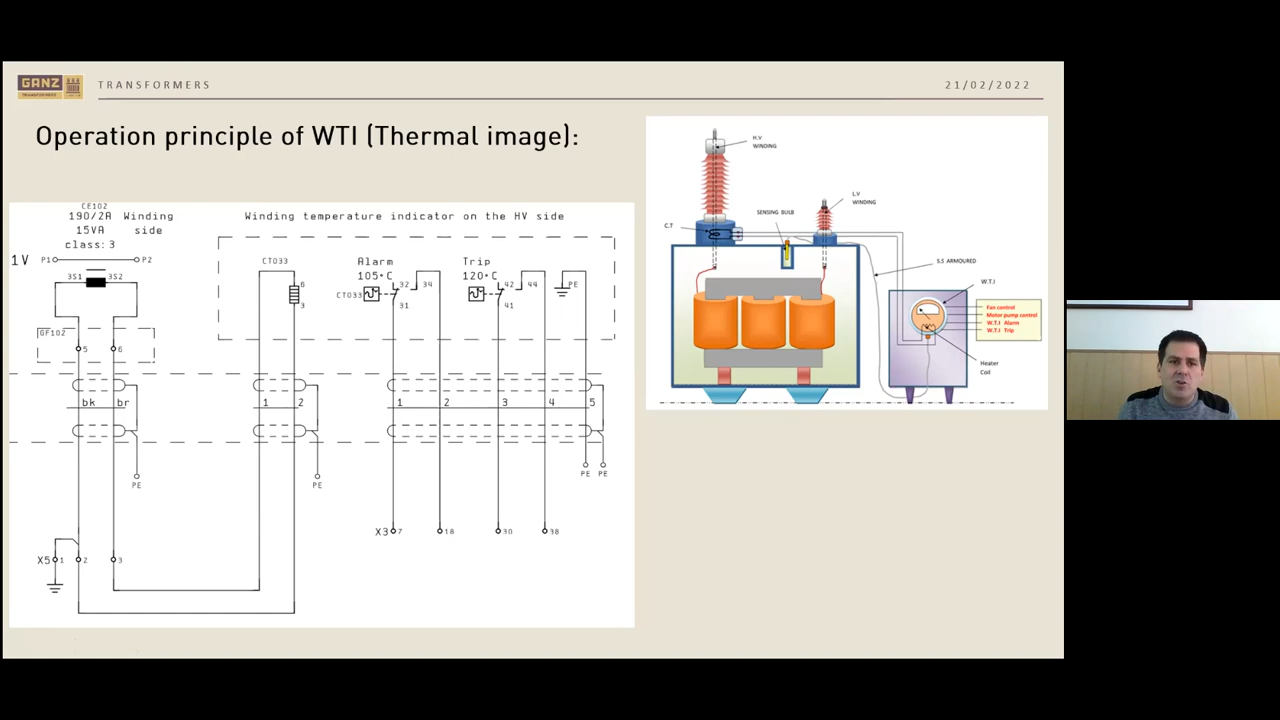 GANZ
TRANSFORMERS
21/02/2022
Operation principle of WTI (Thermal image):
CE102
190/2A Winding
15VA side
class: 3
1V P1 P2
3S1 3S2
GF102
5 6
bk br
PE
X5 1 2 3
Winding temperature indicator on the HV side
CT033
6
3
Alarm
105°C
CT033
32 34
31
Trip
120°C
42 44
41
PE
1 2
PE
1 2 3 4 5
PE PE
X3 7 18 30 38
H.V
WINDING
L.V
WINDING
SENSING BULB
C.T
S.S ARMOURED
W.T.I
Fan control
Motor pump control
W.T.I Alarm
W.T.I Trip
Heater
Coil